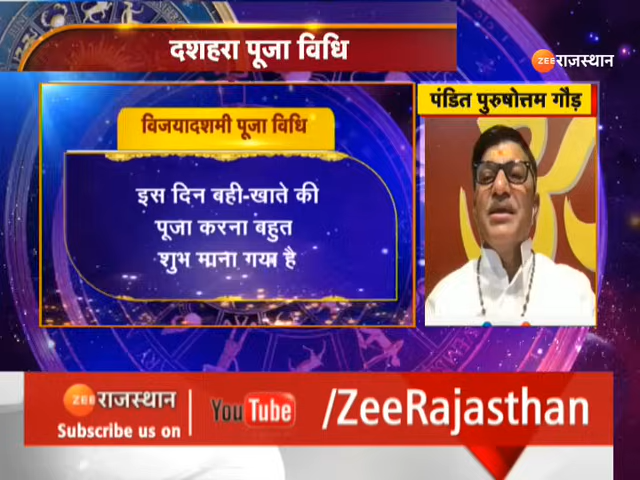 दशहरा पूजा विधि
ZEE राजस्थान
पंडित पुरुषोत्तम गौड़
विजयादशमी पूजा विधि
इस दिन बही-खाते की
पूजा करना बहुत
शुभ माना गया है
ZEE राजस्थान
Subscribe us on
YouTube
/ZeeRajasthan